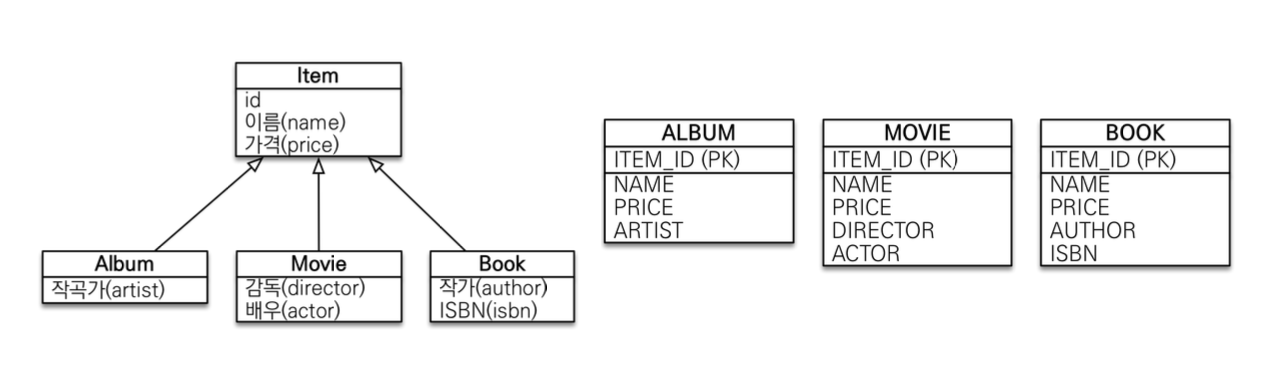 Item
id
이름(name)
가격(price)
Album
작곡가(artist)
Movie
감독(director)
배우(actor)
Book
작가(author)
ISBN(isbn)
ALBUM
ITEM_ID (PK)
NAME
PRICE
ARTIST
MOVIE
ITEM_ID (PK)
NAME
PRICE
DIRECTOR
ACTOR
BOOK
ITEM_ID (PK)
NAME
PRICE
AUTHOR
ISBN